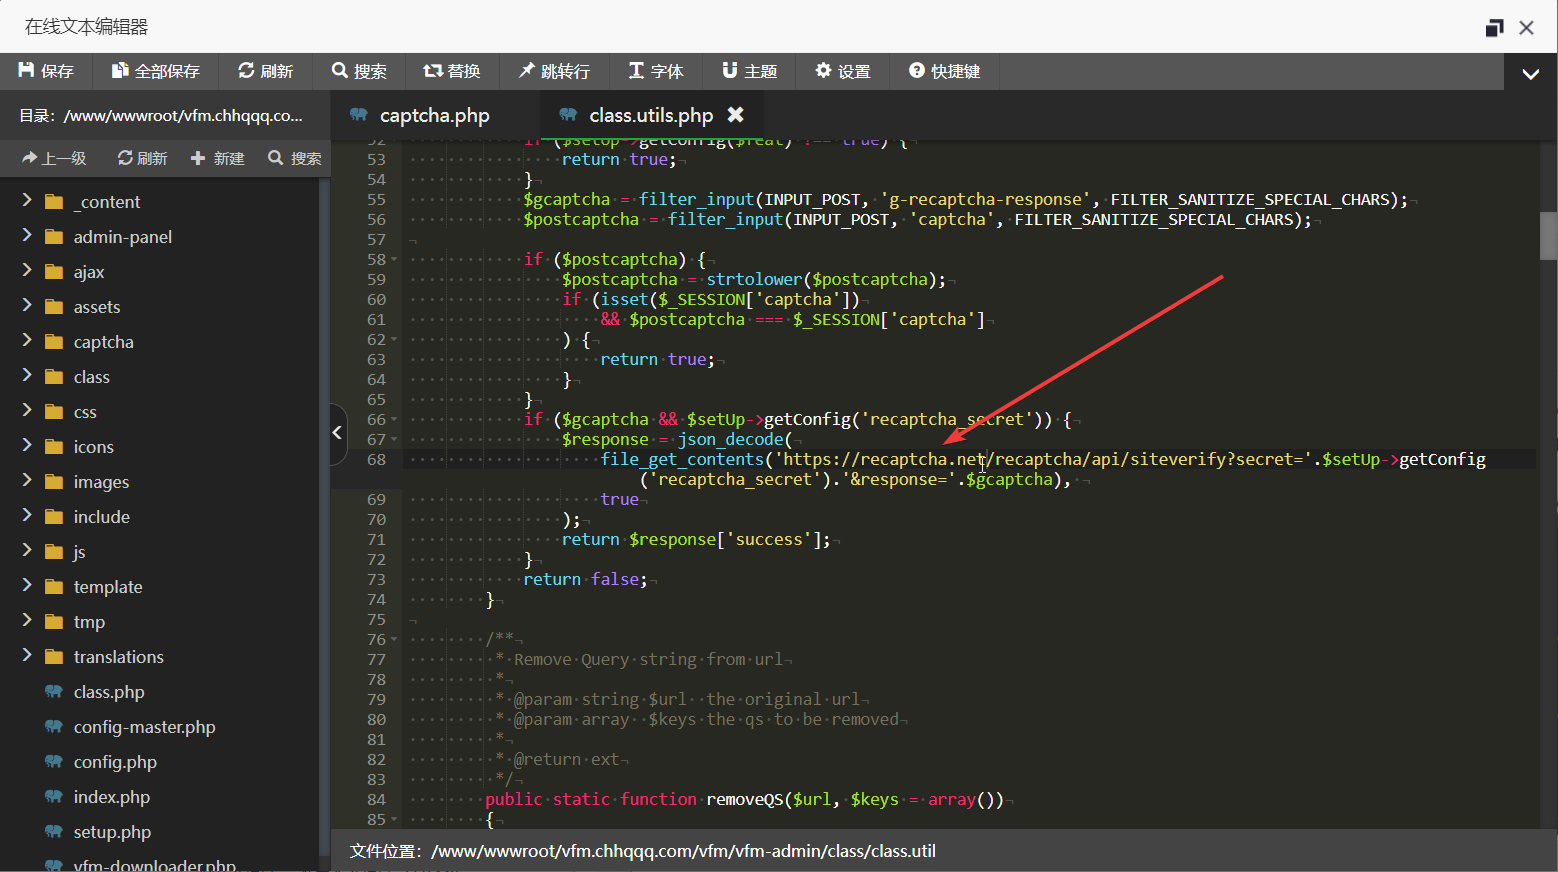 在线文本编辑器
保存 全部保存 刷新 搜索 替换 跳转行 字体 主题 设置 快捷键
目录：/www/wwwroot/vfm.chhqqq.co...
上一级 刷新 新建 搜索
_content
admin-panel
ajax
assets
captcha
class
css
icons
images
include
js
template
tmp
translations
class.php
config-master.php
config.php
index.php
setup.php
vfm-downloader.php
captcha.php class.utils.php
52 if ($setUp->getConfig($feat) !== true) {
53 return true;
54 }
55 $gcaptcha = filter_input(INPUT_POST, 'g-recaptcha-response', FILTER_SANITIZE_SPECIAL_CHARS);
56 $postcaptcha = filter_input(INPUT_POST, 'captcha', FILTER_SANITIZE_SPECIAL_CHARS);
57
58 if ($postcaptcha) {
59 $postcaptcha = strtolower($postcaptcha);
60 if (isset($_SESSION['captcha'])
61 && $postcaptcha === $_SESSION['captcha']
62 ) {
63 return true;
64 }
65 }
66 if ($gcaptcha && $setUp->getConfig('recaptcha_secret')) {
67 $response = json_decode(
68 file_get_contents('https://recaptcha.net/recaptcha/api/siteverify?secret='.$setUp->getConfig
('recaptcha_secret').'&response='.$gcaptcha),
69 true
70 );
71 return $response['success'];
72 }
73 return false;
74 }
75
76 /**
77 * Remove Query string from url
78 *
79 * @param string $url  the original url
80 * @param array  $keys the qs to be removed
81 *
82 * @return ext
83 */
84 public static function removeQS($url, $keys = array())
85 {
文件位置：/www/wwwroot/vfm.chhqqq.com/vfm/vfm-admin/class/class.util